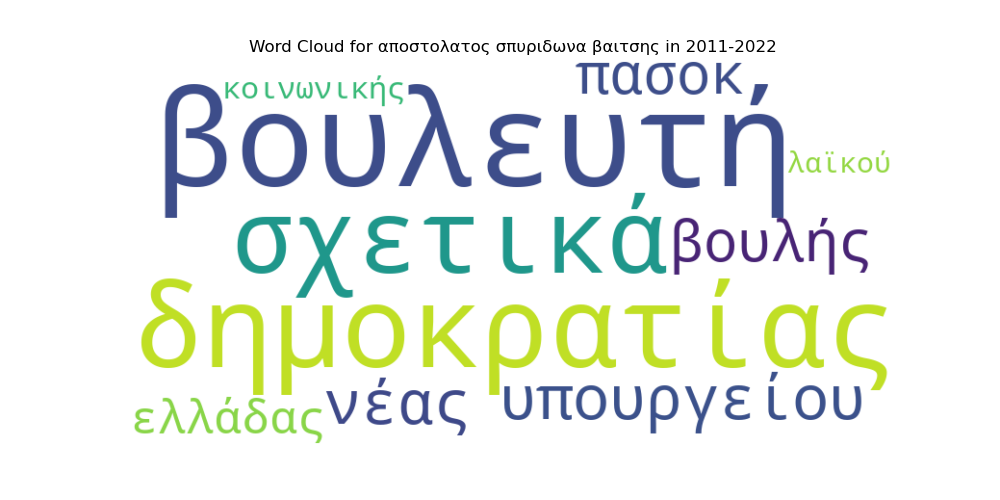 Word Cloud for αποστολατος σπυριδωνα βαιτσης in 2011-2022
κοινωνικής
πασοκ
βουλευτή
λαϊκού
σχετικά
βουλής
δημοκρατίας
ελλάδας
νέας
υπουργείου